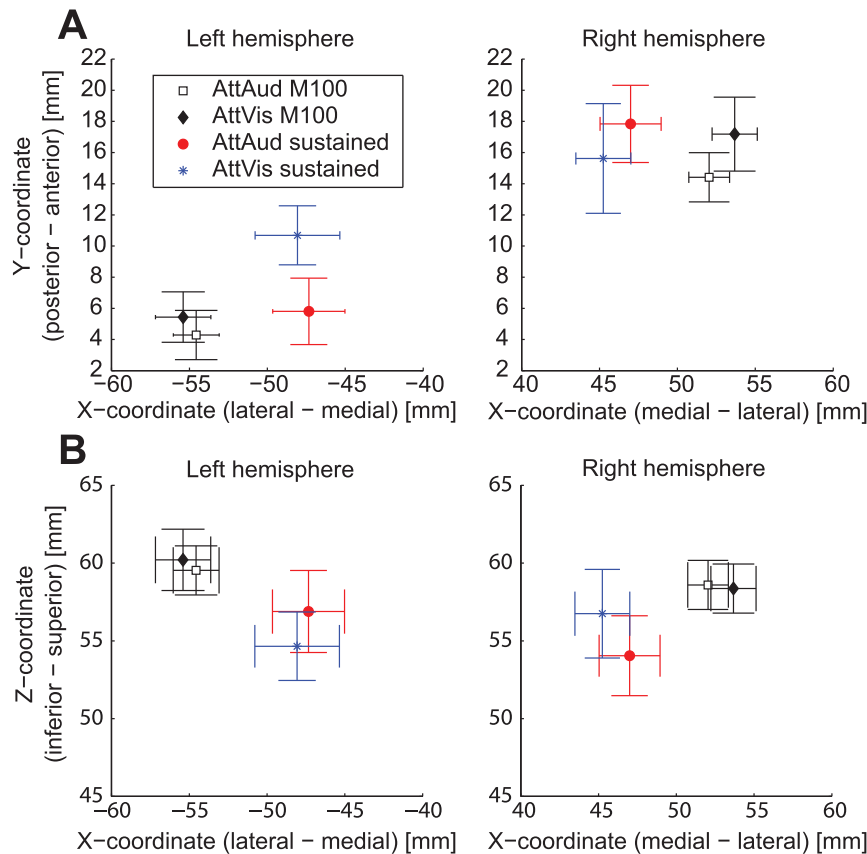 A
Left hemisphere
Right hemisphere
22
20
18
16
14
12
10
8
6
4
2
Y−coordinate
(posterior − anterior) [mm]
AttAud M100
AttVis M100
AttAud sustained
AttVis sustained
−60
−55
−50
−45
−40
X−coordinate (lateral − medial) [mm]
22
20
18
16
14
12
10
8
6
4
2
40
45
50
55
60
X−coordinate (medial − lateral) [mm]
B
Left hemisphere
Right hemisphere
65
60
55
50
45
Z−coordinate
(inferior − superior) [mm]
−60
−55
−50
−45
−40
X−coordinate (lateral − medial) [mm]
65
60
55
50
45
40
45
50
55
60
X−coordinate (medial − lateral) [mm]